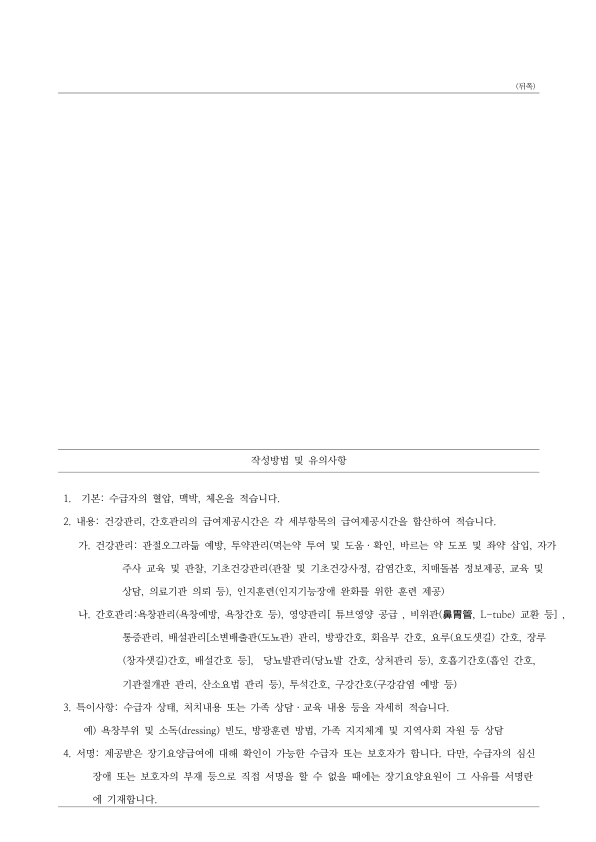 (뒤쪽)
작성방법 및 유의사항
1. 기본: 수급자의 혈압, 맥박, 체온을 적습니다.
2. 내용: 건강관리, 간호관리의 급여제공시간은 각 세부항목의 급여제공시간을 합산하여 적습니다.
가. 건강관리: 관절오그라듦 예방, 투약관리(먹는약 투여 및 도움ㆍ확인, 바르는 약 도포 및 좌약 삽입, 자가
주사 교육 및 관찰, 기초건강관리(관찰 및 기초건강사정, 감염간호, 치매돌봄 정보제공, 교육 및
상담, 의료기관 의뢰 등), 인지훈련(인지기능장애 완화를 위한 훈련 제공)
나. 간호관리:욕창관리(욕창예방, 욕창간호 등), 영양관리[ 튜브영양 공급 , 비위관(鼻胃管, L-tube) 교환 등] ,
통증관리, 배설관리[소변배출관(도뇨관) 관리, 방광간호, 회음부 간호, 요루(요도샛길) 간호, 장루
(창자샛길)간호, 배설간호 등], 당뇨발관리(당뇨발 간호, 상처관리 등), 호흡기간호(흡인 간호,
기관절개관 관리, 산소요법 관리 등), 투석간호, 구강간호(구강감염 예방 등)
3. 특이사항: 수급자 상태, 처치내용 또는 가족 상담ㆍ교육 내용 등을 자세히 적습니다.
예) 욕창부위 및 소독(dressing) 빈도, 방광훈련 방법, 가족 지지체계 및 지역사회 자원 등 상담
4. 서명: 제공받은 장기요양급여에 대해 확인이 가능한 수급자 또는 보호자가 합니다. 다만, 수급자의 심신
장애 또는 보호자의 부재 등으로 직접 서명을 할 수 없을 때에는 장기요양요원이 그 사유를 서명란
에 기재합니다.